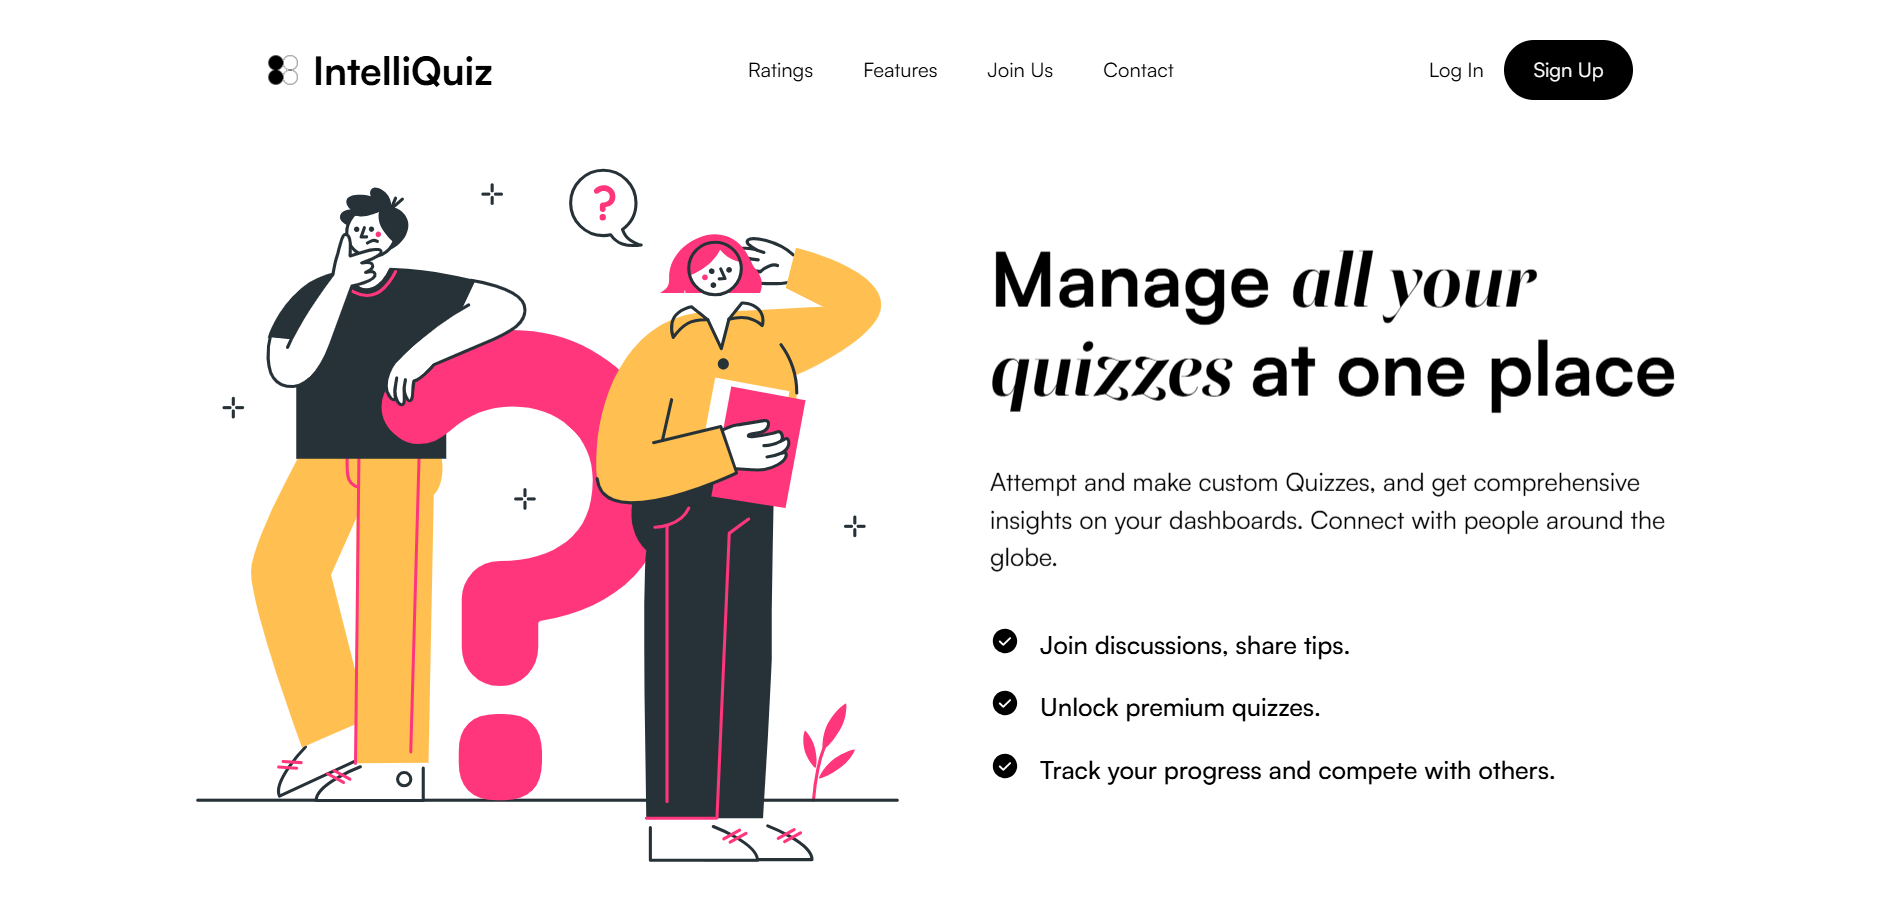 IntelliQuiz
Ratings
Features
Join Us
Contact
Log In
Sign Up
?
Manage all your
quizzes at one place
Attempt and make custom Quizzes, and get comprehensive
insights on your dashboards. Connect with people around the
globe.
Join discussions, share tips.
Unlock premium quizzes.
Track your progress and compete with others.